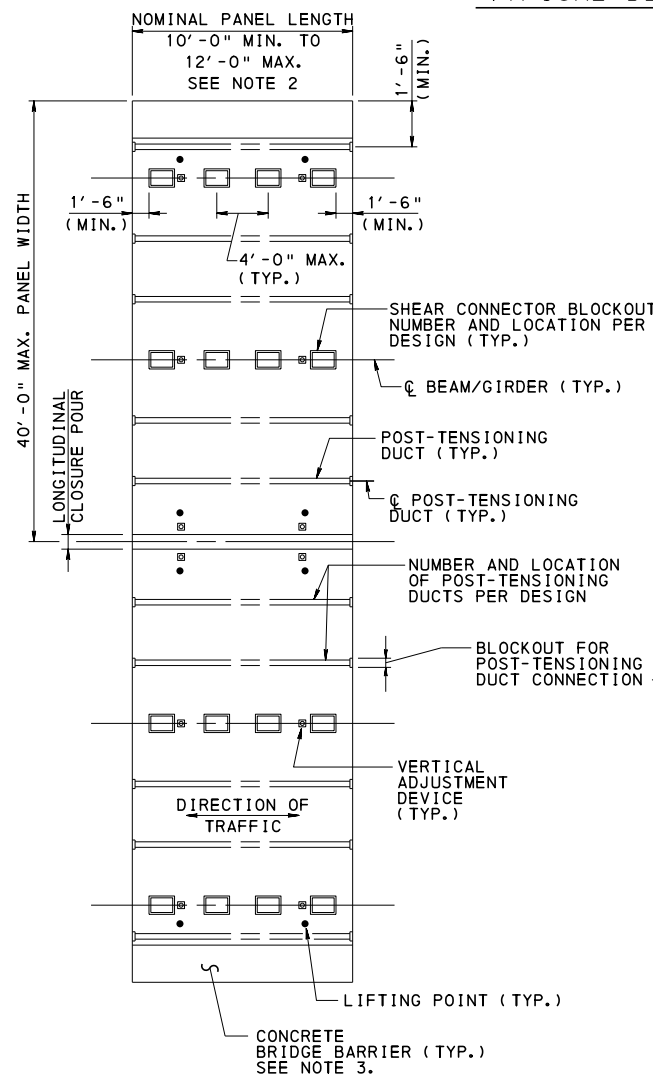 NOMINAL PANEL LENGTH
10'-0" MIN. TO
12'-0" MAX.
SEE NOTE 2
1'-6"
(MIN.)
40'-0" MAX. PANEL WIDTH
1'-6"
(MIN.)
4'-0" MAX.
(TYP.)
1'-6"
(MIN.)
SHEAR CONNECTOR BLOCKOUT
NUMBER AND LOCATION PER
DESIGN (TYP.)
℄ BEAM/GIRDER (TYP.)
LONGITUDINAL
CLOSURE POUR
POST-TENSIONING
DUCT (TYP.)
℄ POST-TENSIONING
DUCT (TYP.)
NUMBER AND LOCATION
OF POST-TENSIONING
DUCTS PER DESIGN
BLOCKOUT FOR
POST-TENSIONING
DUCT CONNECTION
VERTICAL
ADJUSTMENT
DEVICE
(TYP.)
DIRECTION OF
TRAFFIC
LIFTING POINT (TYP.)
CONCRETE
BRIDGE BARRIER (TYP.)
SEE NOTE 3.